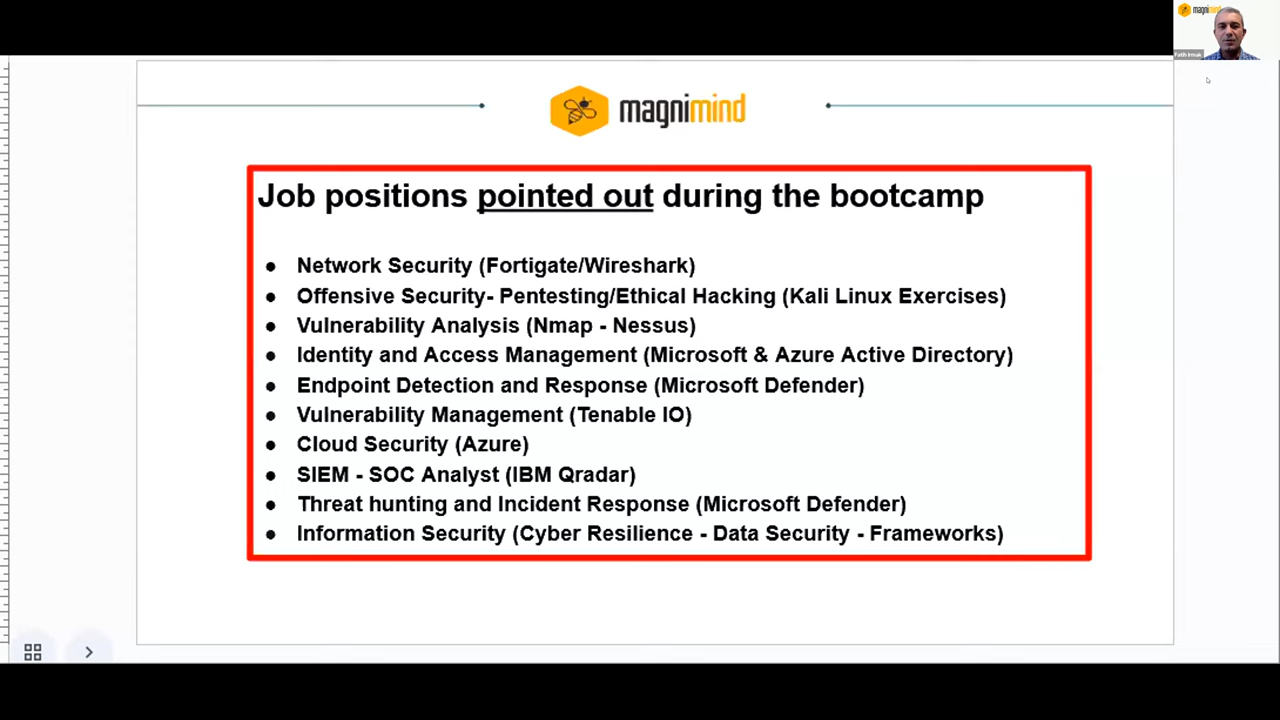 magnimind
Fatih Irmak
magnimind
Job positions pointed out during the bootcamp
● Network Security (Fortigate/Wireshark)
● Offensive Security- Pentesting/Ethical Hacking (Kali Linux Exercises)
● Vulnerability Analysis (Nmap - Nessus)
● Identity and Access Management (Microsoft & Azure Active Directory)
● Endpoint Detection and Response (Microsoft Defender)
● Vulnerability Management (Tenable IO)
● Cloud Security (Azure)
● SIEM - SOC Analyst (IBM Qradar)
● Threat hunting and Incident Response (Microsoft Defender)
● Information Security (Cyber Resilience - Data Security - Frameworks)